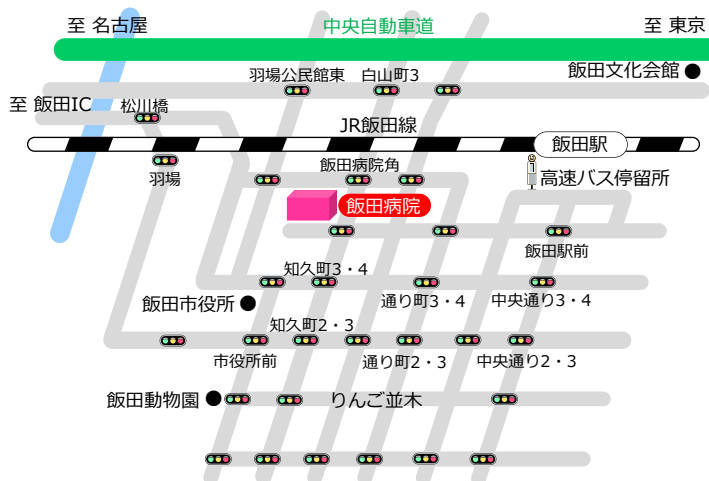 至 名古屋
中央自動車道
至 東京
羽場公民館東
白山町3
飯田文化会館
至 飯田IC
松川橋
JR飯田線
飯田駅
羽場
飯田病院角
高速バス停留所
飯田病院
飯田駅前
知久町3・4
飯田市役所
通り町3・4
中央通り3・4
知久町2・3
市役所前
通り町2・3
中央通り2・3
飯田動物園
りんご並木